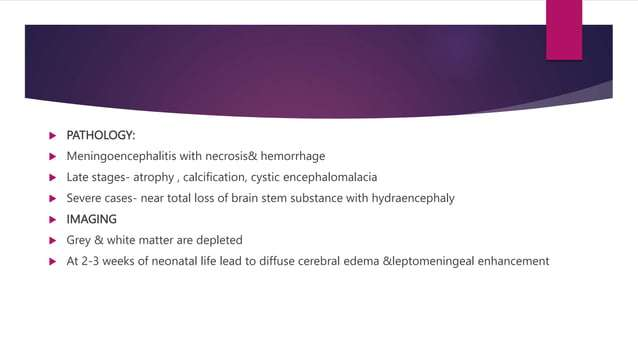 PATHOLOGY:
Meningoencephalitis with necrosis& hemorrhage
Late stages- atrophy , calcification, cystic encephalomalacia
Severe cases- near total loss of brain stem substance with hydraencephaly
IMAGING
Grey & white matter are depleted
At 2-3 weeks of neonatal life lead to diffuse cerebral edema &leptomeningeal enhancement